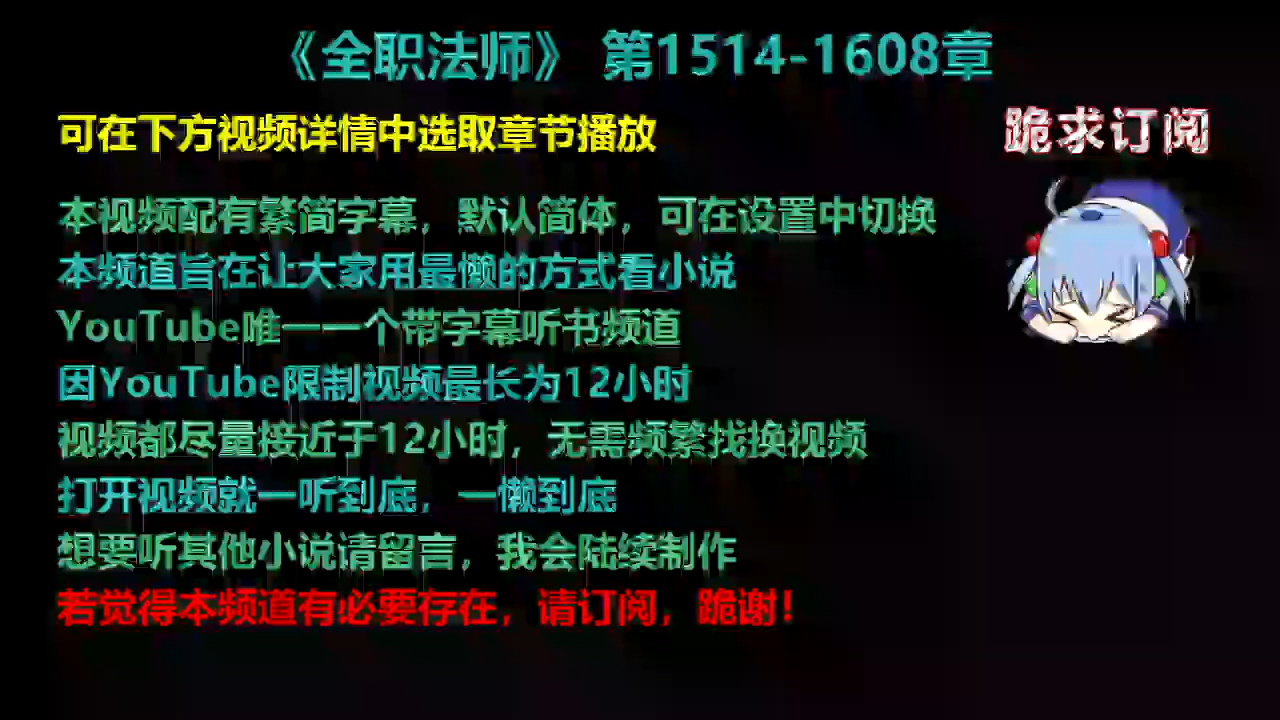 《全职法师》 第1514-1608章
可在下方视频详情中选取章节播放
跪求订阅
本视频配有繁简字幕，默认简体，可在设置中切换
本频道旨在让大家用最懒的方式看小说
YouTube唯一一个带字幕听书频道
因YouTube限制视频最长为12小时
视频都尽量接近于12小时，无需频繁找换视频
打开视频就一听到底，一懒到底
想要听其他小说请留言，我会陆续制作
若觉得本频道有必要存在，请订阅，跪谢！